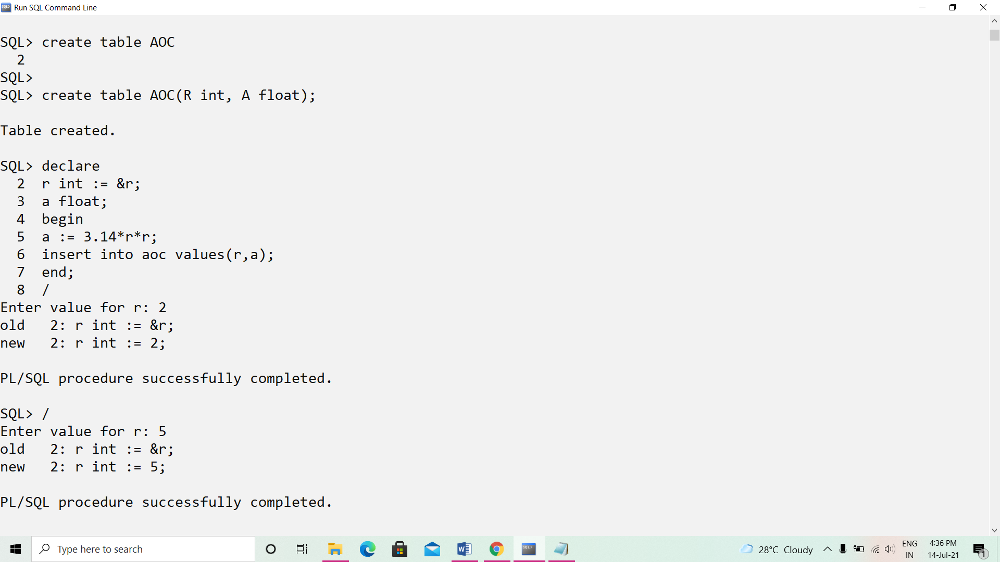 Run SQL Command Line
SQL> create table AOC
  2
SQL>
SQL> create table AOC(R int, A float);
Table created.
SQL> declare
  2  r int := &r;
  3  a float;
  4  begin
  5  a := 3.14*r*r;
  6  insert into aoc values(r,a);
  7  end;
  8  /
Enter value for r: 2
old   2: r int := &r;
new   2: r int := 2;
PL/SQL procedure successfully completed.
SQL> /
Enter value for r: 5
old   2: r int := &r;
new   2: r int := 5;
PL/SQL procedure successfully completed.
Type here to search
28°C Cloudy
ENG
IN
4:36 PM
14-Jul-21
1